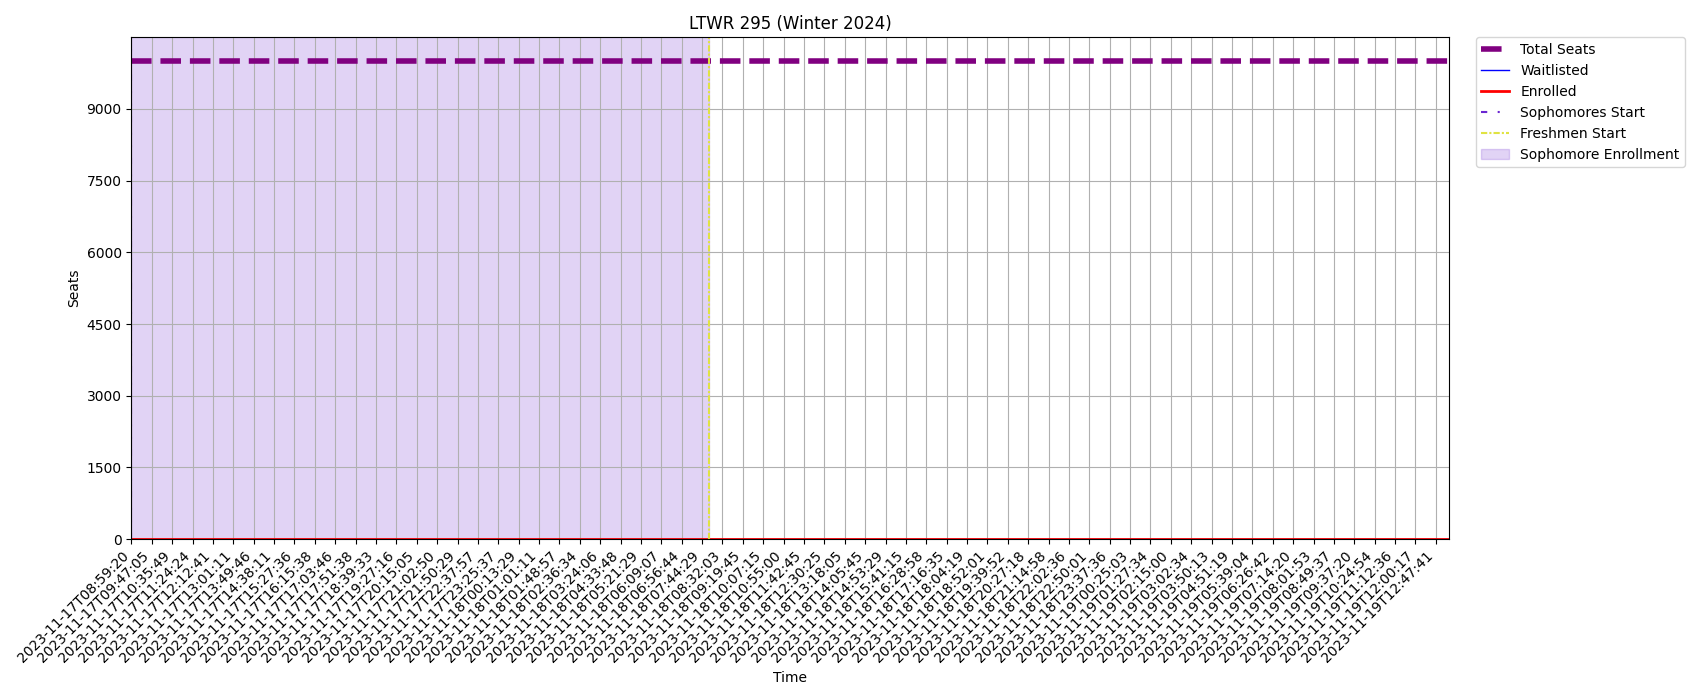 LTWR 295 (Winter 2024)
Total Seats
Waitlisted
Enrolled
Sophomores Start
Freshmen Start
Sophomore Enrollment
Seats
9000
7500
6000
4500
3000
1500
0
2023-11-17T08:59:20
2023-11-17T09:47:05
2023-11-17T10:35:49
2023-11-17T11:24:24
2023-11-17T12:12:41
2023-11-17T13:01:11
2023-11-17T13:49:46
2023-11-17T14:38:11
2023-11-17T15:27:36
2023-11-17T16:15:38
2023-11-17T17:03:46
2023-11-17T17:51:38
2023-11-17T18:39:33
2023-11-17T19:27:16
2023-11-17T20:15:05
2023-11-17T21:02:50
2023-11-17T21:50:29
2023-11-17T22:37:57
2023-11-17T23:25:37
2023-11-18T00:13:29
2023-11-18T01:01:11
2023-11-18T01:48:57
2023-11-18T02:36:34
2023-11-18T03:24:06
2023-11-18T04:33:48
2023-11-18T05:21:29
2023-11-18T06:09:07
2023-11-18T06:56:44
2023-11-18T07:44:29
2023-11-18T08:32:03
2023-11-18T09:19:45
2023-11-18T10:07:15
2023-11-18T10:55:00
2023-11-18T11:42:45
2023-11-18T12:30:25
2023-11-18T13:18:05
2023-11-18T14:05:45
2023-11-18T14:53:29
2023-11-18T15:41:15
2023-11-18T16:28:58
2023-11-18T17:16:35
2023-11-18T18:04:19
2023-11-18T18:52:01
2023-11-18T19:39:52
2023-11-18T20:27:18
2023-11-18T21:14:58
2023-11-18T22:02:36
2023-11-18T22:50:01
2023-11-18T23:37:36
2023-11-19T00:25:03
2023-11-19T01:27:34
2023-11-19T02:15:00
2023-11-19T03:02:34
2023-11-19T03:50:13
2023-11-19T04:51:19
2023-11-19T05:39:04
2023-11-19T06:26:42
2023-11-19T07:14:20
2023-11-19T08:01:53
2023-11-19T08:49:37
2023-11-19T09:37:20
2023-11-19T10:24:54
2023-11-19T11:12:36
2023-11-19T12:00:17
2023-11-19T12:47:41
Time